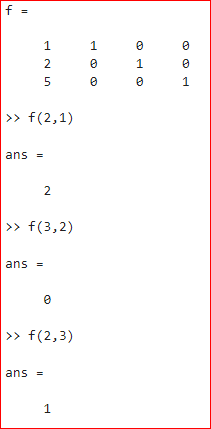 f =
1 1 0 0
2 0 1 0
5 0 0 1
>> f(2,1)
ans =
2
>> f(3,2)
ans =
0
>> f(2,3)
ans =
1